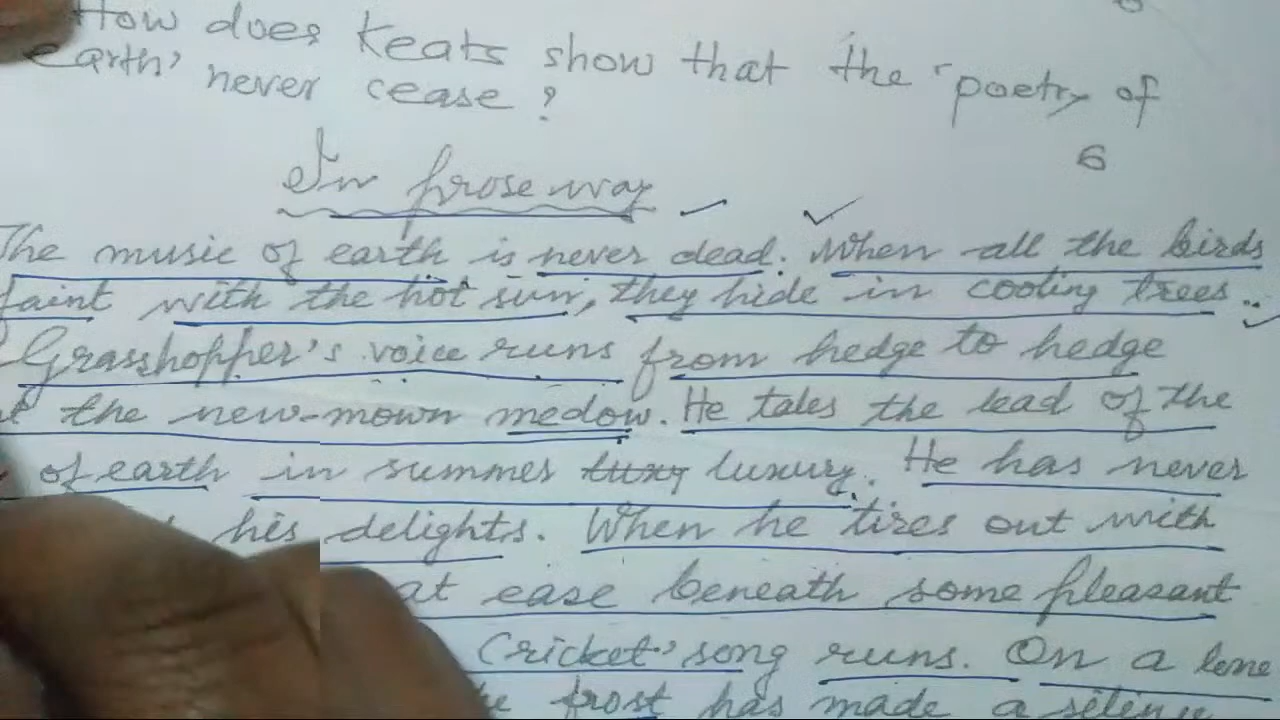 How does Keats show that the 'poetry of
earth' never cease?
6
In prose way
The music of earth is never dead. When all the birds
faint with the hot sun, they hide in cooling trees.
Grasshopper's voice runs from hedge to hedge
the new-mown medow. He takes the lead of the
of earth in summer luxury. He has never
his delights. When he tires out with
at ease beneath some pleasant
Cricket's song runs. On a lone
frost has made a silence